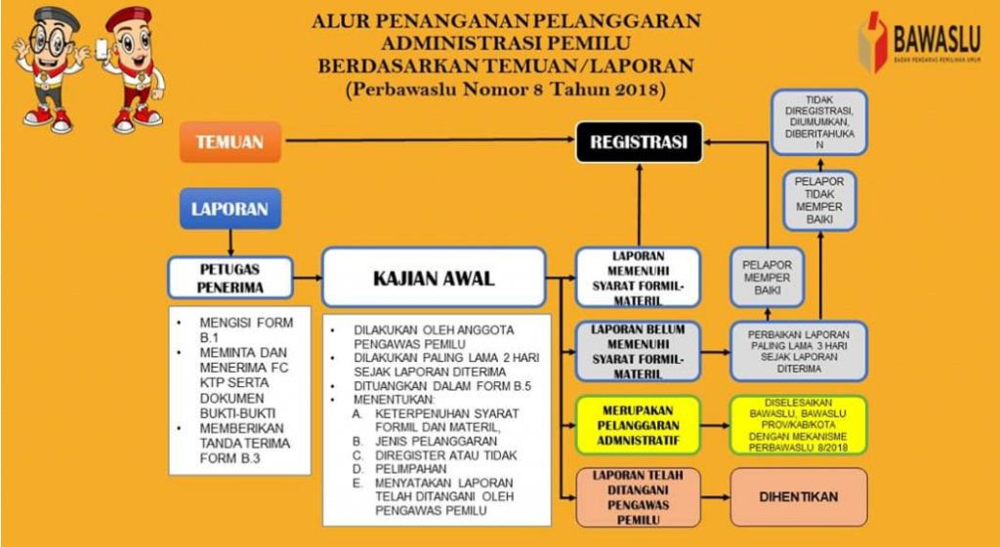 ALUR PENANGANAN PELANGGARAN
ADMINISTRASI PEMILU
BERDASARKAN TEMUAN/LAPORAN
(Perbawaslu Nomor 8 Tahun 2018)
BAWASLU
BADAN PENGAWAS PEMILIHAN UMUM
TEMUAN
REGISTRASI
TIDAK
DIREGISTRASI,
DIUMUMKAN,
DIBERITAHUKA
N
LAPORAN
PELAPOR
TIDAK
MEMPER
BAIKI
PETUGAS
PENERIMA
KAJIAN AWAL
LAPORAN
MEMENUHI
SYARAT FORMIL-
MATERIL
PELAPOR
MEMPER
BAIKI
• MENGISI FORM
B.1
• MEMINTA DAN
MENERIMA FC
KTP SERTA
DOKUMEN
BUKTI-BUKTI
• MEMBERIKAN
TANDA TERIMA
FORM B.3
• DILAKUKAN OLEH ANGGOTA
PENGAWAS PEMILU
• DILAKUKAN PALING LAMA 2 HARI
SEJAK LAPORAN DITERIMA
• DITUANGKAN DALAM FORM B.5
• MENENTUKAN:
A. KETERPENUHAN SYARAT
FORMIL DAN MATERIL,
B. JENIS PELANGGARAN
C. DIREGISTER ATAU TIDAK
D. PELIMPAHAN
E. MENYATAKAN LAPORAN
TELAH DITANGANI OLEH
PENGAWAS PEMILU
LAPORAN BELUM
MEMENUHI
SYARAT FORMIL-
MATERIL
PERBAIKAN LAPORAN
PALING LAMA 3 HARI
SEJAK LAPORAN
DITERIMA
MERUPAKAN
PELANGGARAN
ADMNISTRATIF
DISELESAIKAN
BAWASLU, BAWASLU
PROV/KAB/KOTA
DENGAN MEKANISME
PERBAWASLU 8/2018
LAPORAN TELAH
DITANGANI
PENGAWAS
PEMILU
DIHENTIKAN